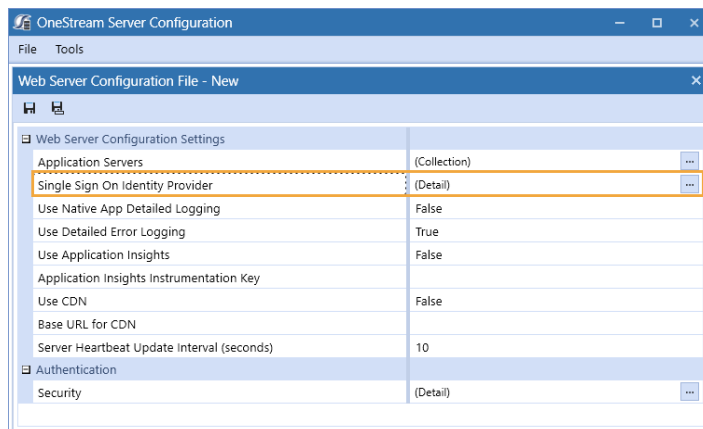 OneStream Server Configuration
File Tools
Web Server Configuration File - New
Web Server Configuration Settings
Application Servers (Collection) ...
Single Sign On Identity Provider (Detail) ...
Use Native App Detailed Logging False
Use Detailed Error Logging True
Use Application Insights False
Application Insights Instrumentation Key
Use CDN False
Base URL for CDN
Server Heartbeat Update Interval (seconds) 10
Authentication
Security (Detail) ...